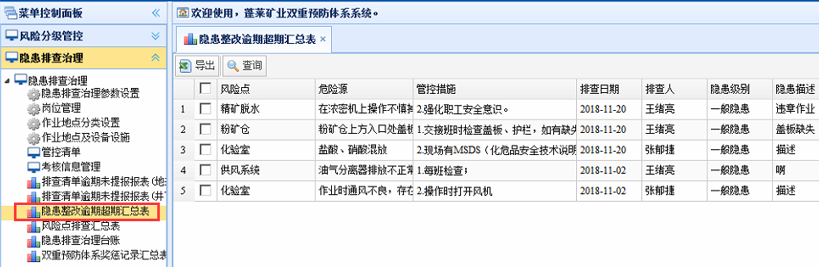 菜单控制面板
风险分级管控
隐患排查治理
隐患排查治理
隐患排查治理参数设置
岗位管理
作业地点分类设置
作业地点及设备设施
管控清单
考核信息管理
排查清单逾期未提报报表(地
排查清单逾期未提报报表(井
隐患整改逾期超期汇总表
风险点排查汇总表
隐患排查治理台账
双重预防体系奖惩记录汇总表
欢迎使用，蓬莱矿业双重预防体系系统。
隐患整改逾期超期汇总表 ×
导出 查询
风险点 危险源 管控措施 排查日期 排查人 隐患级别 隐患描述
1 精矿脱水 在浓密机上操作不慎掉 2.强化职工安全意识。 2018-11-20 王绪亮 一般隐患 违章作业
2 粉矿仓 粉矿仓上方入口处盖板 1.交接班时检查盖板、护栏，如有缺失 2018-11-20 王绪亮 一般隐患 盖板缺失
3 化验室 盐酸、硝酸混放 2.现场有MSDS（化危品安全技术说明 2018-11-20 张郁捷 一般隐患 描述
4 供风系统 油气分离器排放不正常 1.每班检查； 2018-11-02 王绪亮 一般隐患 啊
5 化验室 作业时通风不良，存在 2.操作时打开风机 2018-11-02 张郁捷 一般隐患 描述